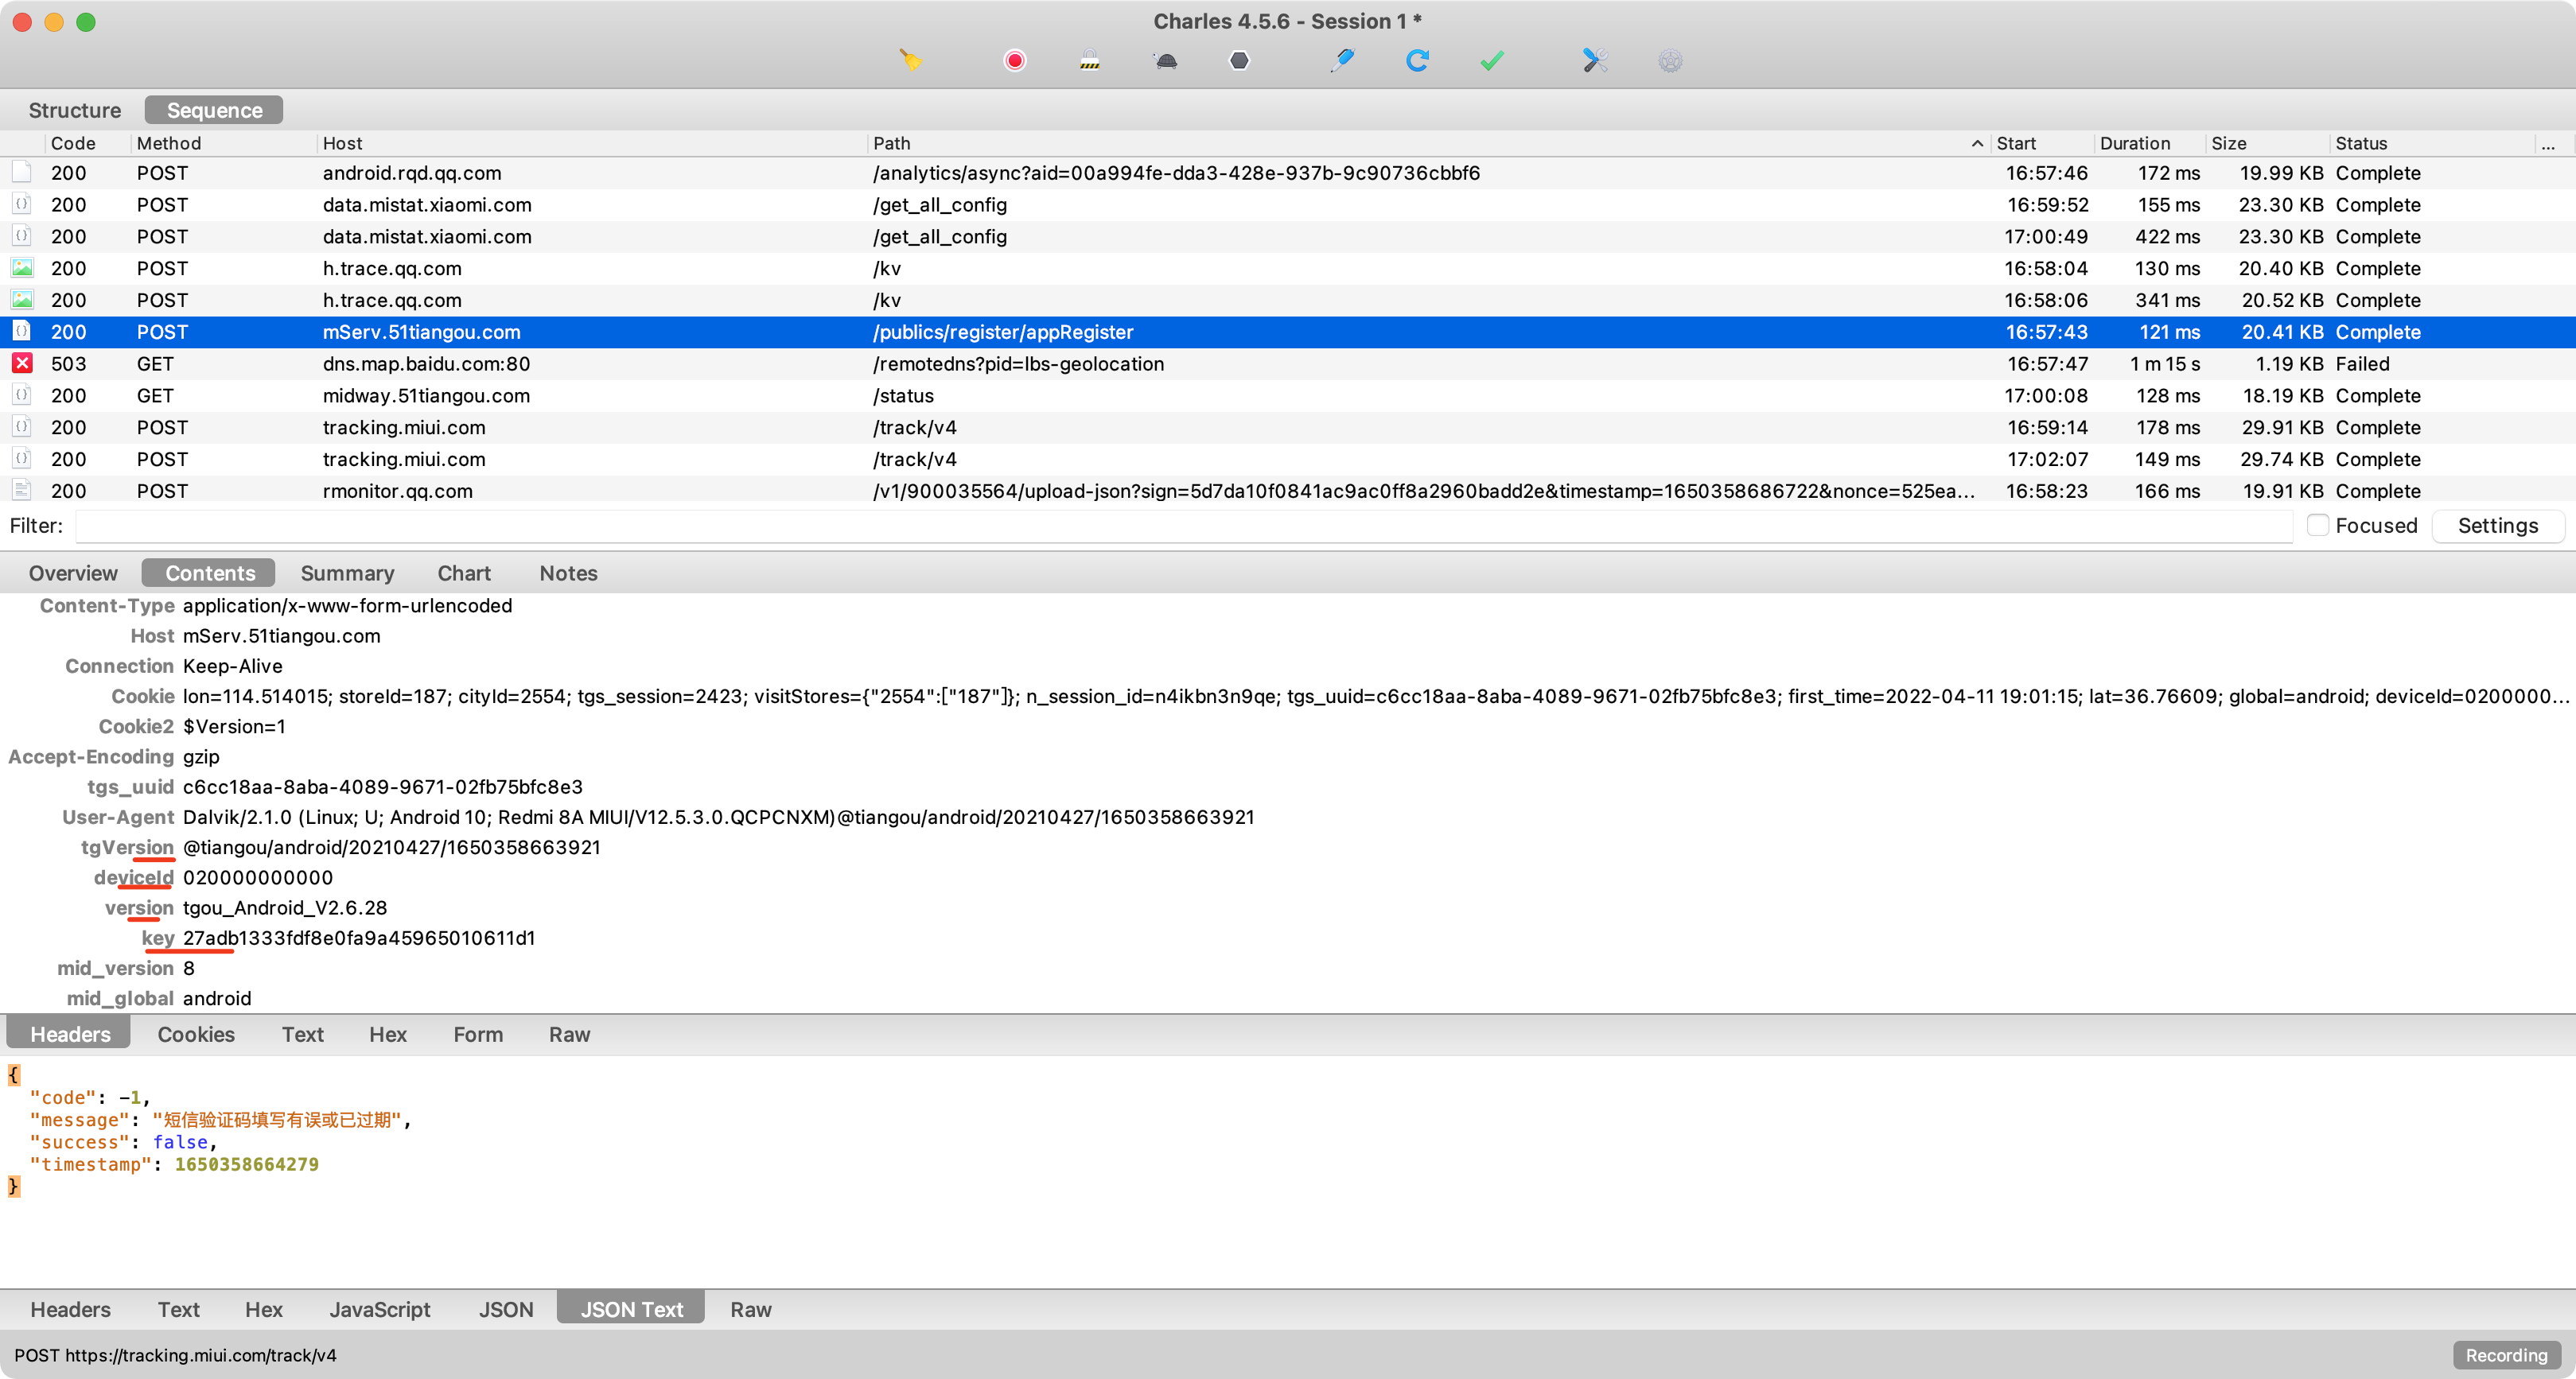 Charles 4.5.6 - Session 1 *
Structure Sequence
Code Method Host Path Start Duration Size Status ...
200 POST android.rqd.qq.com /analytics/async?aid=00a994fe-dda3-428e-937b-9c90736cbbf6 16:57:46 172 ms 19.99 KB Complete
200 POST data.mistat.xiaomi.com /get_all_config 16:59:52 155 ms 23.30 KB Complete
200 POST data.mistat.xiaomi.com /get_all_config 17:00:49 422 ms 23.30 KB Complete
200 POST h.trace.qq.com /kv 16:58:04 130 ms 20.40 KB Complete
200 POST h.trace.qq.com /kv 16:58:06 341 ms 20.52 KB Complete
200 POST mServ.51tiangou.com /publics/register/appRegister 16:57:43 121 ms 20.41 KB Complete
503 GET dns.map.baidu.com:80 /remotedns?pid=lbs-geolocation 16:57:47 1 m 15 s 1.19 KB Failed
200 GET midway.51tiangou.com /status 17:00:08 128 ms 18.19 KB Complete
200 POST tracking.miui.com /track/v4 16:59:14 178 ms 29.91 KB Complete
200 POST tracking.miui.com /track/v4 17:02:07 149 ms 29.74 KB Complete
200 POST rmonitor.qq.com /v1/900035564/upload-json?sign=5d7da10f0841ac9ac0ff8a2960badd2e&timestamp=1650358686722&nonce=525ea... 16:58:23 166 ms 19.91 KB Complete
Filter: Focused Settings
Overview Contents Summary Chart Notes
Content-Type application/x-www-form-urlencoded
Host mServ.51tiangou.com
Connection Keep-Alive
Cookie lon=114.514015; storeId=187; cityId=2554; tgs_session=2423; visitStores={"2554":["187"]}; n_session_id=n4ikbn3n9qe; tgs_uuid=c6cc18aa-8aba-4089-9671-02fb75bfc8e3; first_time=2022-04-11 19:01:15; lat=36.76609; global=android; deviceId=0200000...
Cookie2 $Version=1
Accept-Encoding gzip
tgs_uuid c6cc18aa-8aba-4089-9671-02fb75bfc8e3
User-Agent Dalvik/2.1.0 (Linux; U; Android 10; Redmi 8A MIUI/V12.5.3.0.QCPCNXM)@tiangou/android/20210427/1650358663921
tgVersion @tiangou/android/20210427/1650358663921
deviceId 020000000000
version tgou_Android_V2.6.28
key 27adb1333fdf8e0fa9a45965010611d1
mid_version 8
mid_global android
Headers Cookies Text Hex Form Raw
{
"code": -1,
"message": "短信验证码填写有误或已过期",
"success": false,
"timestamp": 1650358664279
}
Headers Text Hex JavaScript JSON JSON Text Raw
POST https://tracking.miui.com/track/v4 Recording